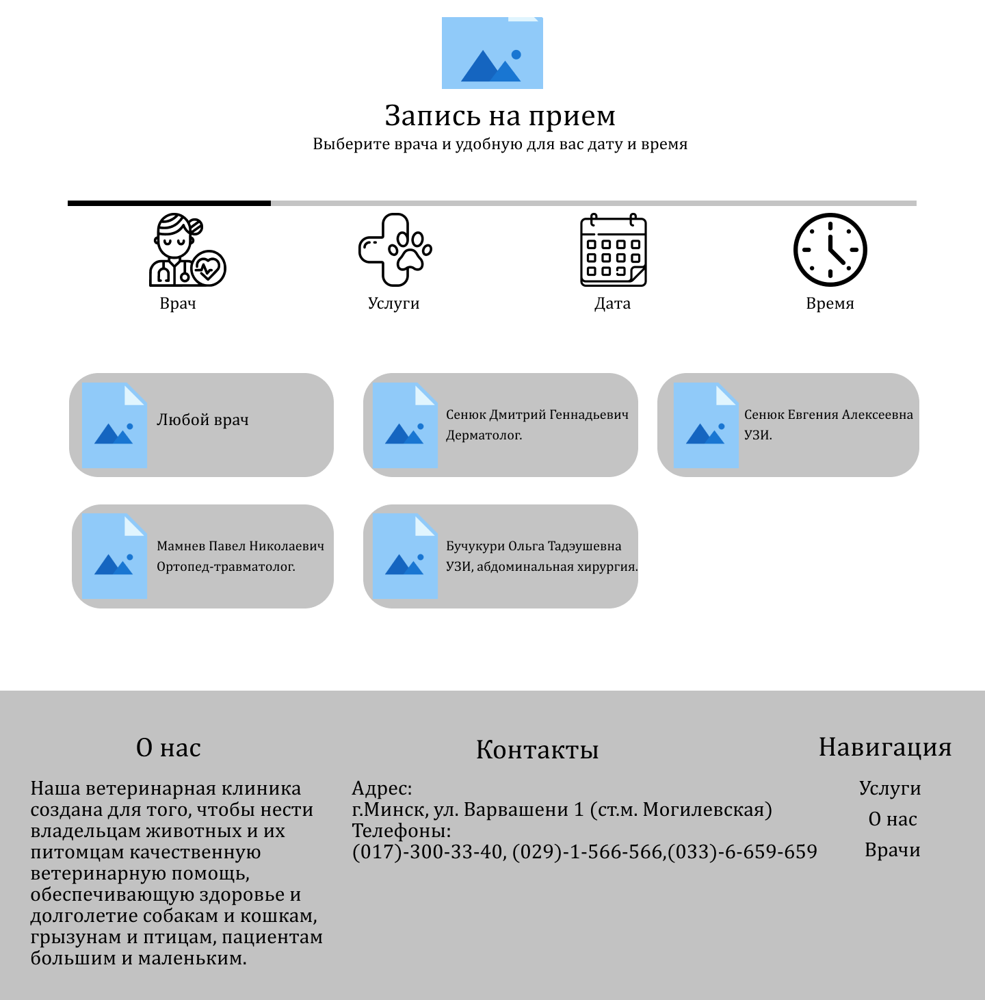 Запись на прием
Выберите врача и удобную для вас дату и время
Врач
Услуги
Дата
Время
Любой врач
Сенюк Дмитрий Геннадьевич
Дерматолог.
Сенюк Евгения Алексеевна
УЗИ.
Мамнев Павел Николаевич
Ортопед-травматолог.
Бучукури Ольга Тадэушевна
УЗИ, абдоминальная хирургия.
О нас
Наша ветеринарная клиника
создана для того, чтобы нести
владельцам животных и их
питомцам качественную
ветеринарную помощь,
обеспечивающую здоровье и
долголетие собакам и кошкам,
грызунам и птицам, пациентам
большим и маленьким.
Контакты
Адрес:
г.Минск, ул. Варвашени 1 (ст.м. Могилевская)
Телефоны:
(017)-300-33-40, (029)-1-566-566,(033)-6-659-659
Навигация
Услуги
О нас
Врачи